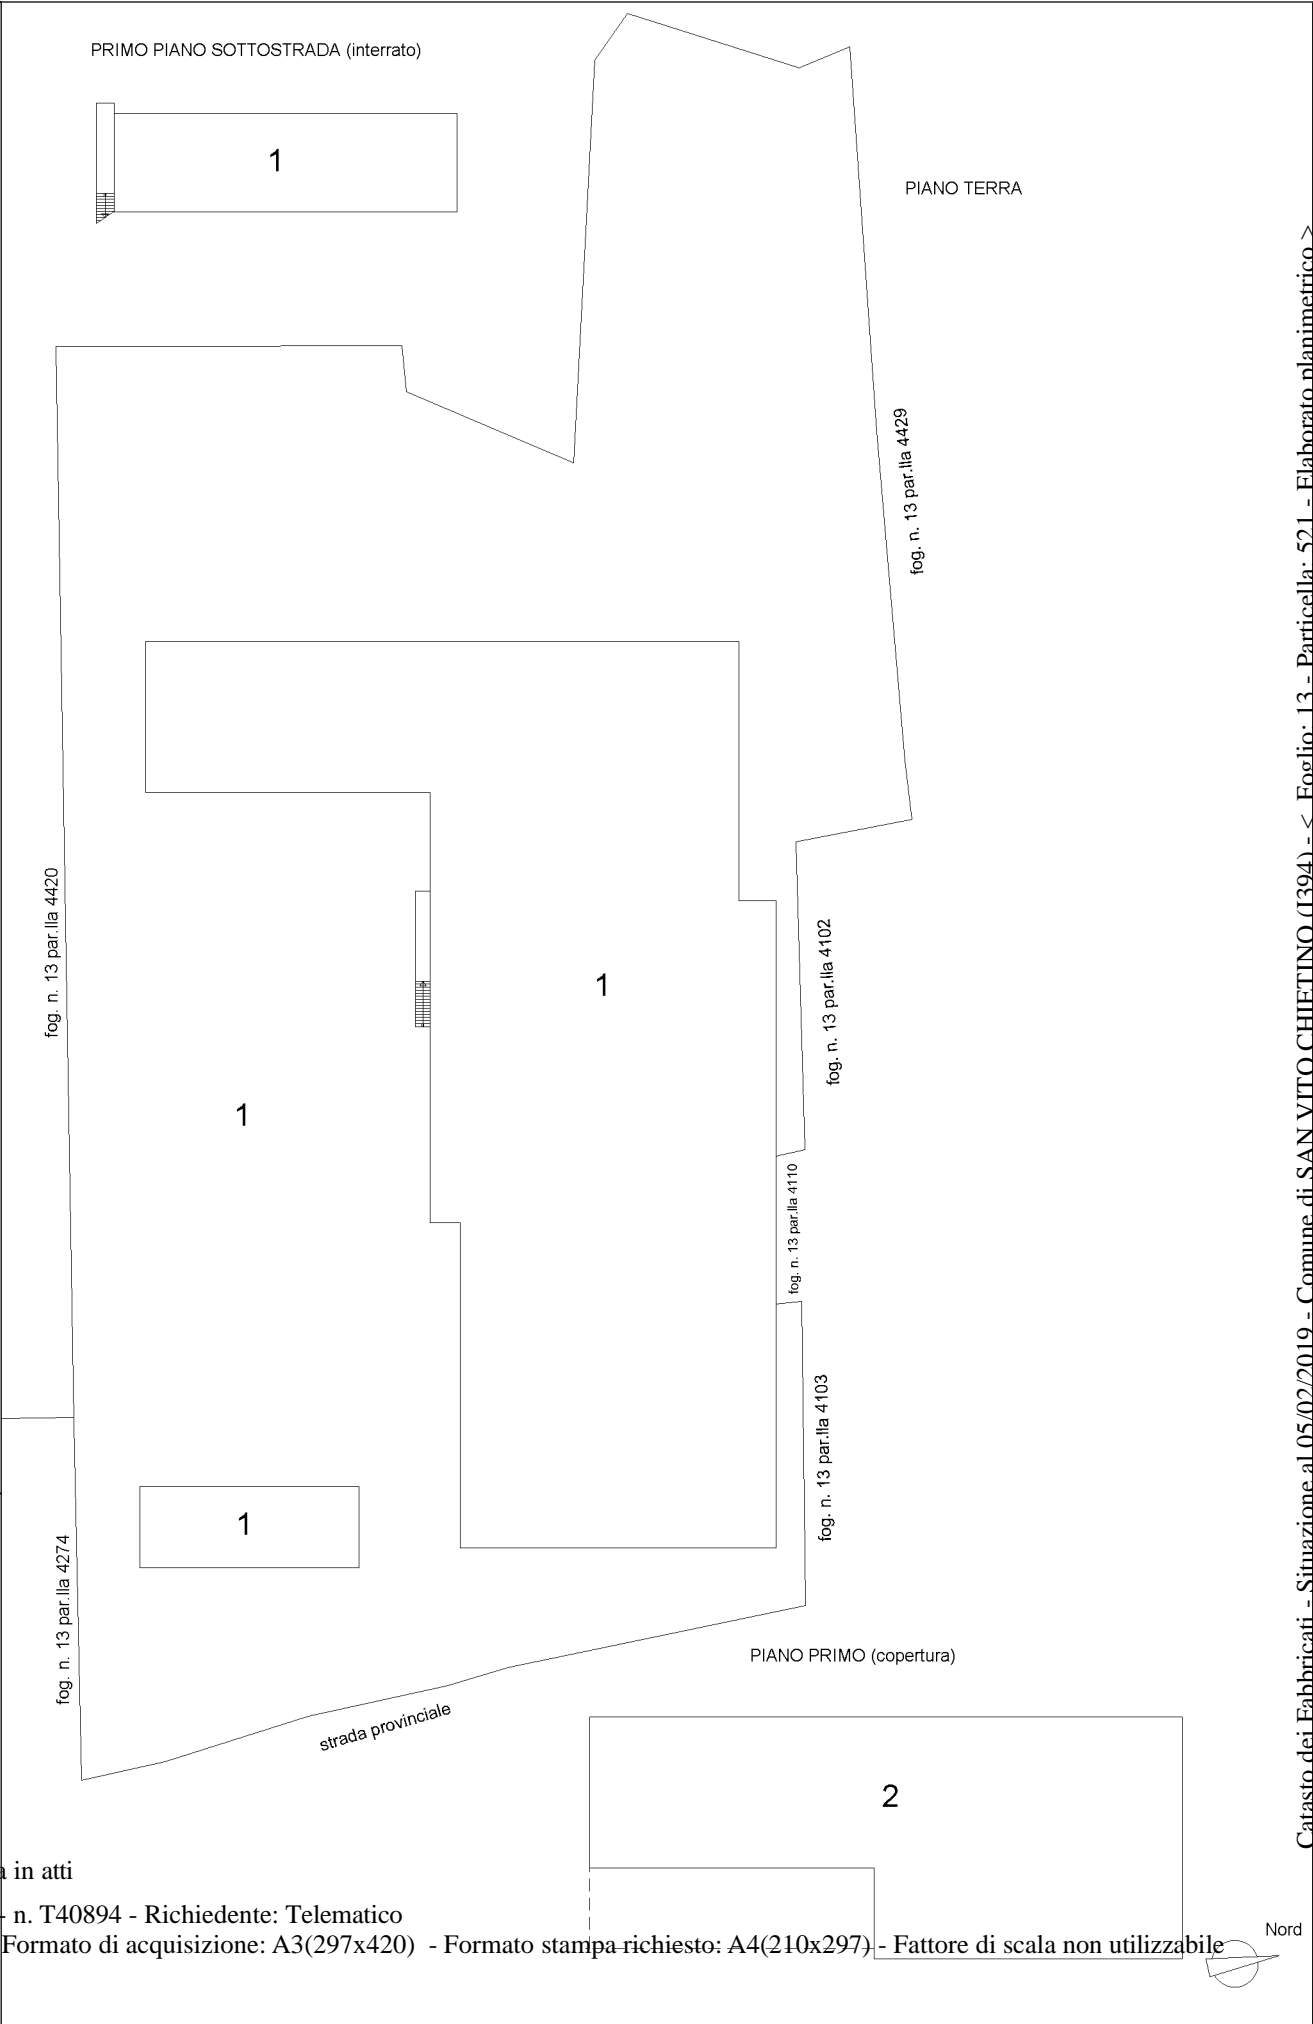 PRIMO PIANO SOTTOSTRADA (interrato)
1
PIANO TERRA
fog. n. 13 par.lla 4429
fog. n. 13 par.lla 4420
1
fog. n. 13 par.lla 4102
1
fog. n. 13 par.lla 4110
fog. n. 13 par.lla 4103
1
fog. n. 13 par.lla 4274
strada provinciale
PIANO PRIMO (copertura)
2
a in atti
- n. T40894 - Richiedente: Telematico
Formato di acquisizione: A3(297x420) - Formato stampa richiesto: A4(210x297) - Fattore di scala non utilizzabile
Nord
Catasto dei Fabbricati - Situazione al 05/02/2019 - Comune di SAN VITO CHIETINO (I394) - < Foglio: 13 - Particella: 521 - Elaborato planimetrico >